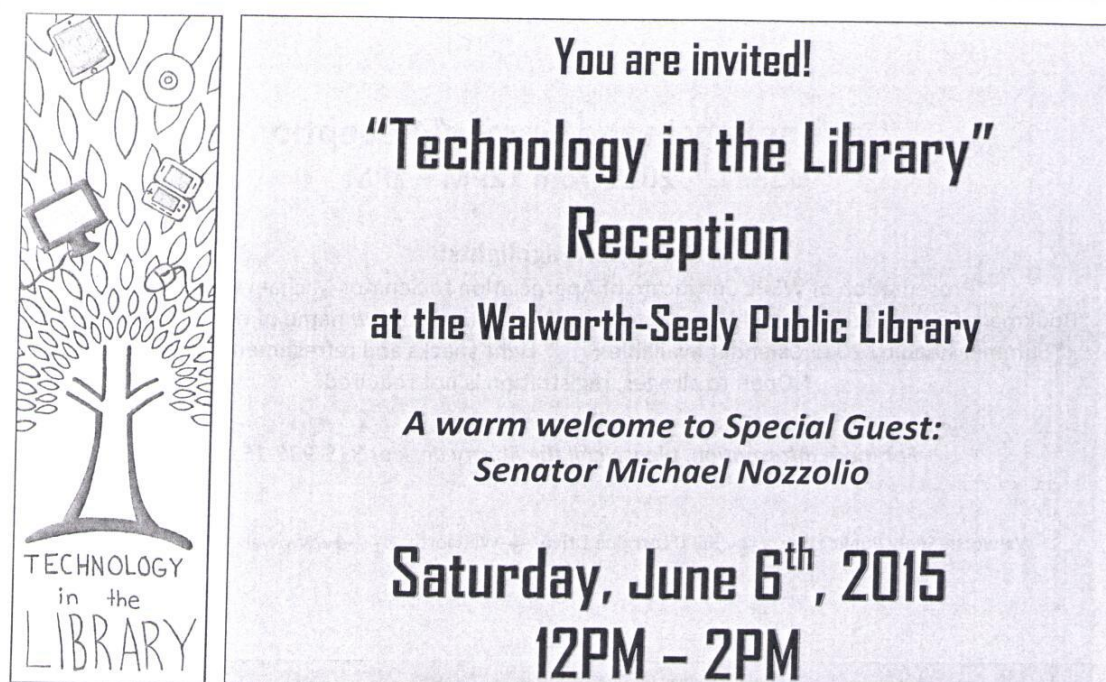 TECHNOLOGY
in the
LIBRARY
You are invited!
“Technology in the Library”
Reception
at the Walworth-Seely Public Library
A warm welcome to Special Guest:
Senator Michael Nozzolio
Saturday, June 6th, 2015
12PM – 2PM